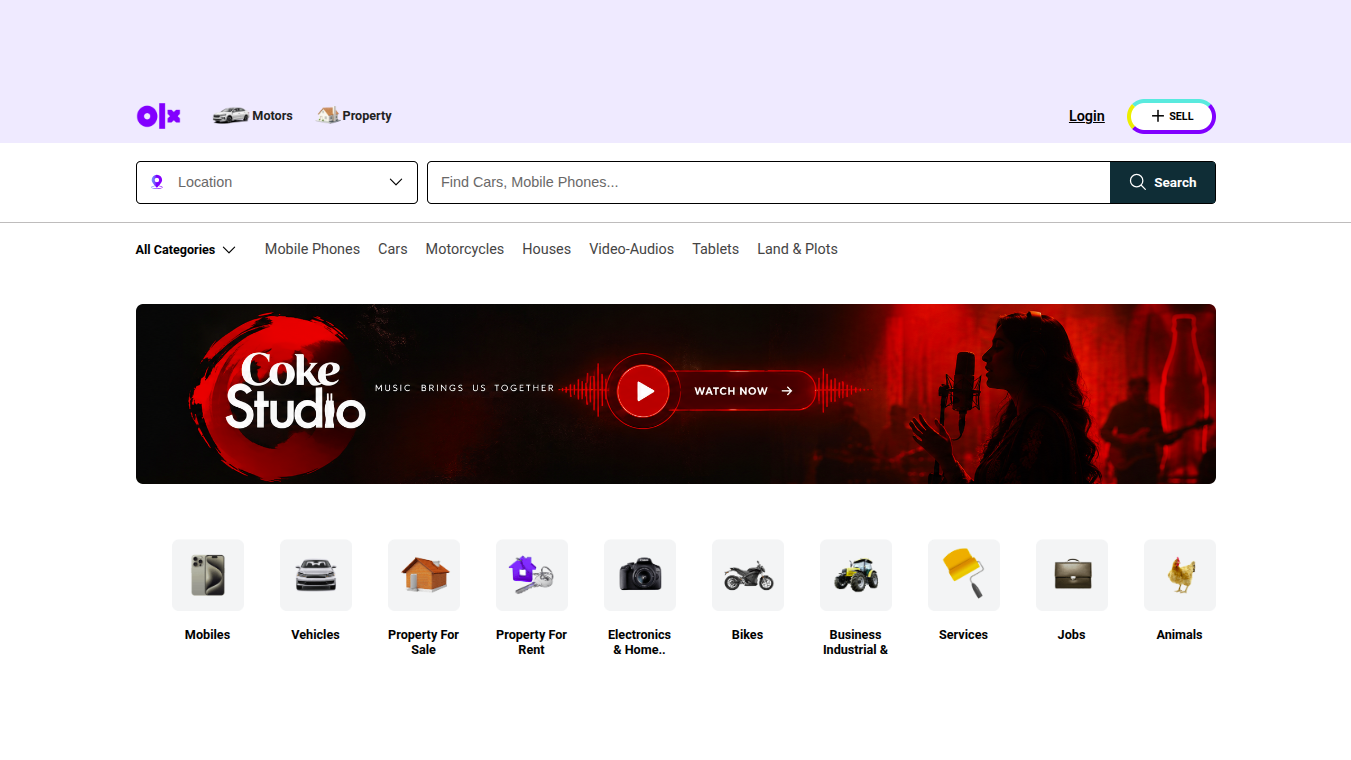 olx
Motors
Property
Login
SELL
Location
Find Cars, Mobile Phones...
Search
All Categories
Mobile Phones
Cars
Motorcycles
Houses
Video-Audios
Tablets
Land & Plots
Coke
Studio
MUSIC BRINGS US TOGETHER
WATCH NOW
Mobiles
Vehicles
Property For
Sale
Property For
Rent
Electronics
& Home..
Bikes
Business
Industrial &
Services
Jobs
Animals